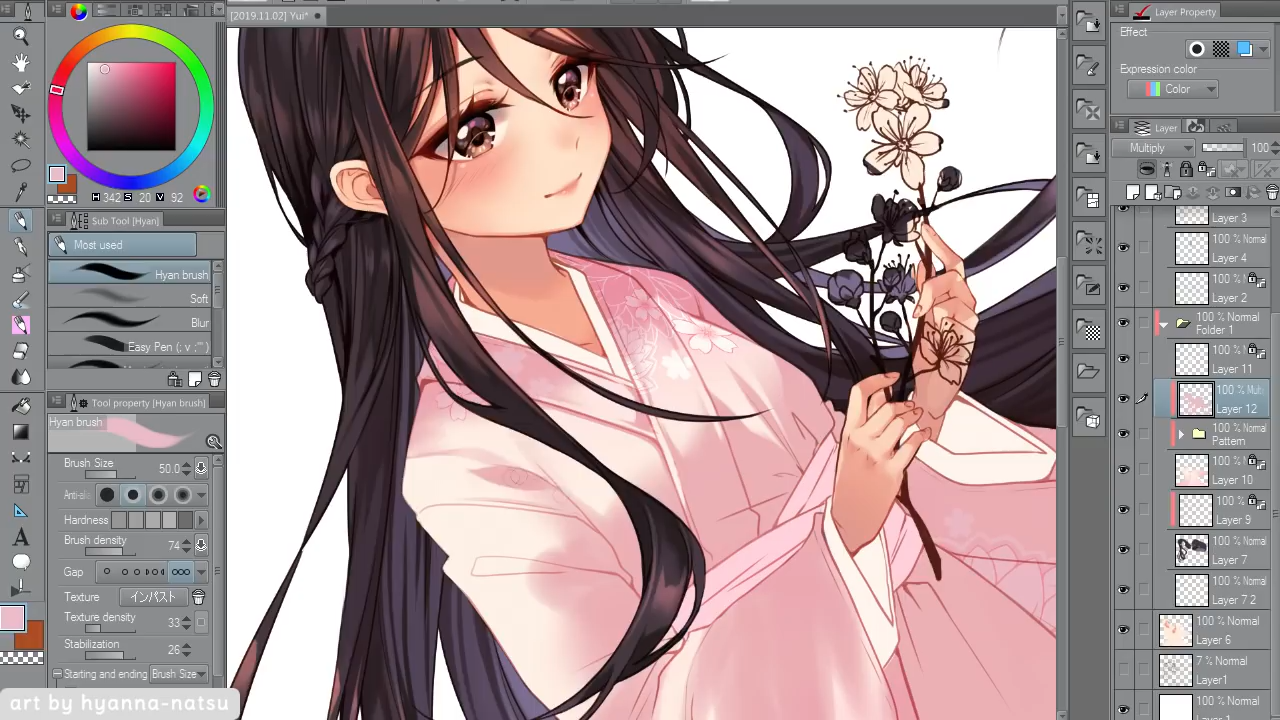 [2019.11.02] Yui*
H 342 S 20 V 92
Sub Tool [Hyan]
Most used
Hyan brush
Soft
Blur
Easy Pen (; v ;"")
Tool property [Hyan brush]
Hyan brush
Brush Size 50.0
Hardness
Brush density 74
Gap
Texture インパスト
Texture density 33
Stabilization 26
Starting and ending Brush Size
art by hyanna-natsu
Layer Property
Effect
Expression color
Color
Layer
Multiply 100
Layer 3
100 % Normal
Layer 4
100 %
Layer 2
100 % Normal
Folder 1
100 %
Layer 11
100 %
Layer 12
100 % Normal
Pattern
100 %
Layer 10
100 %
Layer 9
100 % Normal
Layer 7
100 % Normal
Layer 7 2
100 % Normal
Layer 6
7 % Normal
Layer1
100 % Normal